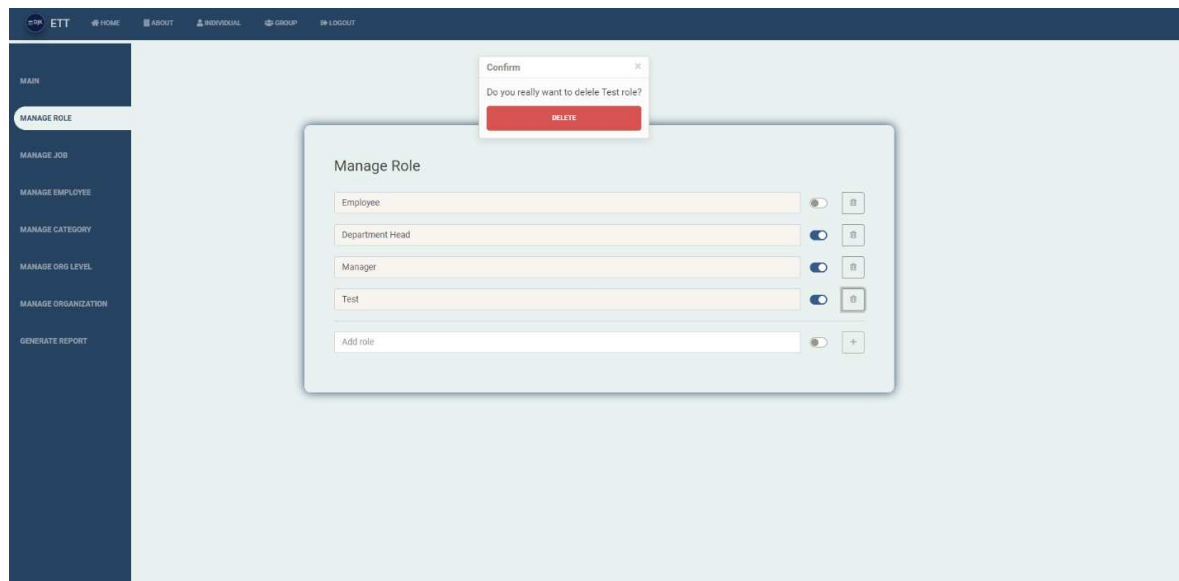 ETT HOME ABOUT INDIVIDUAL GROUP LOGOUT
Confirm ×
Do you really want to delele Test role?
DELETE
MAIN
MANAGE ROLE
MANAGE JOB
MANAGE EMPLOYEE
MANAGE CATEGORY
MANAGE ORG LEVEL
MANAGE ORGANIZATION
GENERATE REPORT
Manage Role
Employee
Department Head
Manager
Test
Add role +